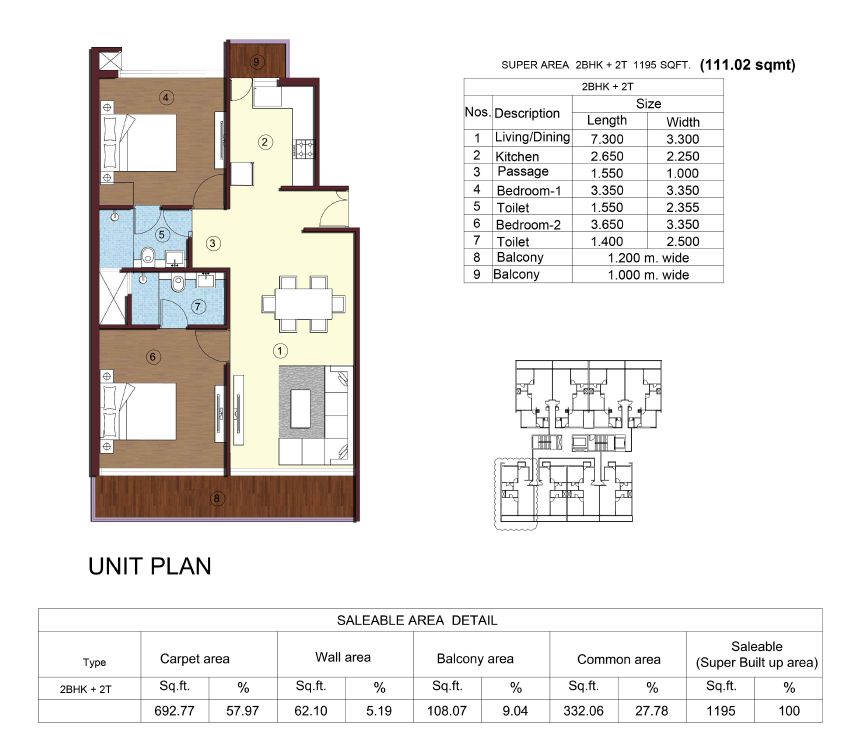 SUPER AREA 2BHK + 2T 1195 SQFT. (111.02 sqmt)
2BHK + 2T
Nos. Description Size
Length Width
1 Living/Dining 7.300 3.300
2 Kitchen 2.650 2.250
3 Passage 1.550 1.000
4 Bedroom-1 3.350 3.350
5 Toilet 1.550 2.355
6 Bedroom-2 3.650 3.350
7 Toilet 1.400 2.500
8 Balcony 1.200 m. wide
9 Balcony 1.000 m. wide
9
4
2
5
3
7
1
6
8
UNIT PLAN
SALEABLE AREA DETAIL
Type Carpet area Wall area Balcony area Common area Saleable
(Super Built up area)
2BHK + 2T Sq.ft. % Sq.ft. % Sq.ft. % Sq.ft. % Sq.ft. %
692.77 57.97 62.10 5.19 108.07 9.04 332.06 27.78 1195 100